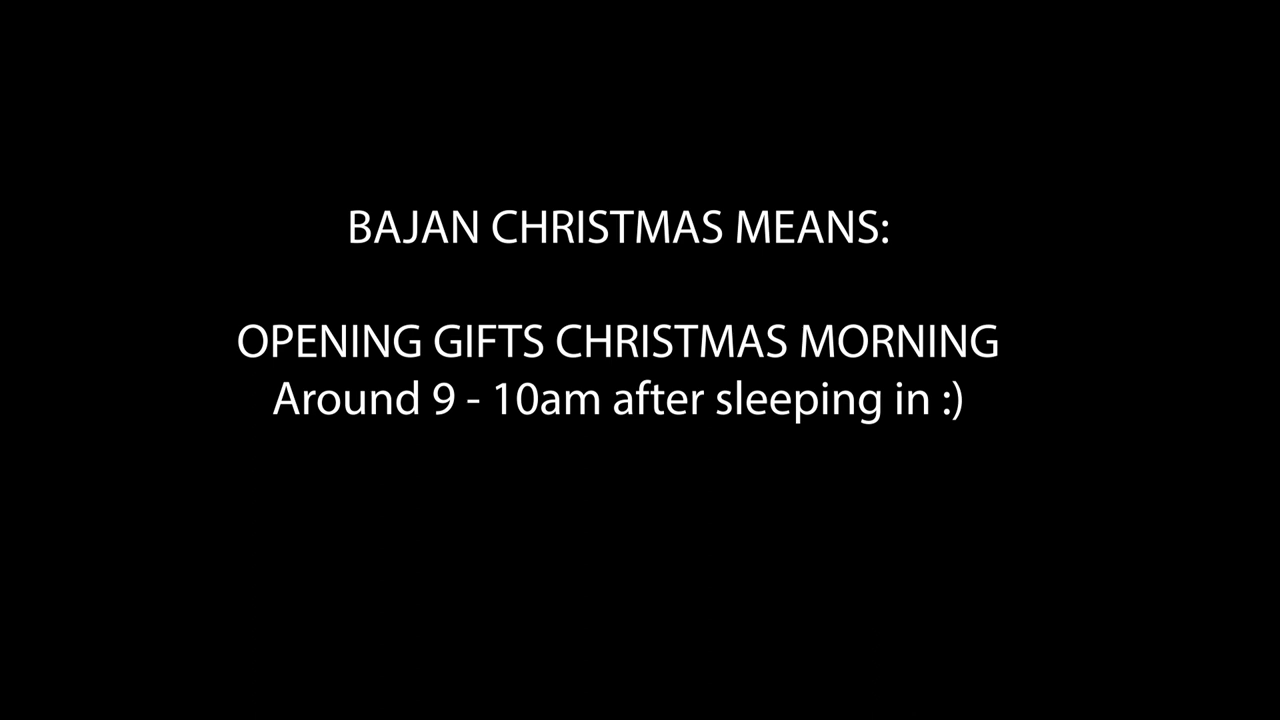 BAJAN CHRISTMAS MEANS:
OPENING GIFTS CHRISTMAS MORNING
Around 9 - 10am after sleeping in :)